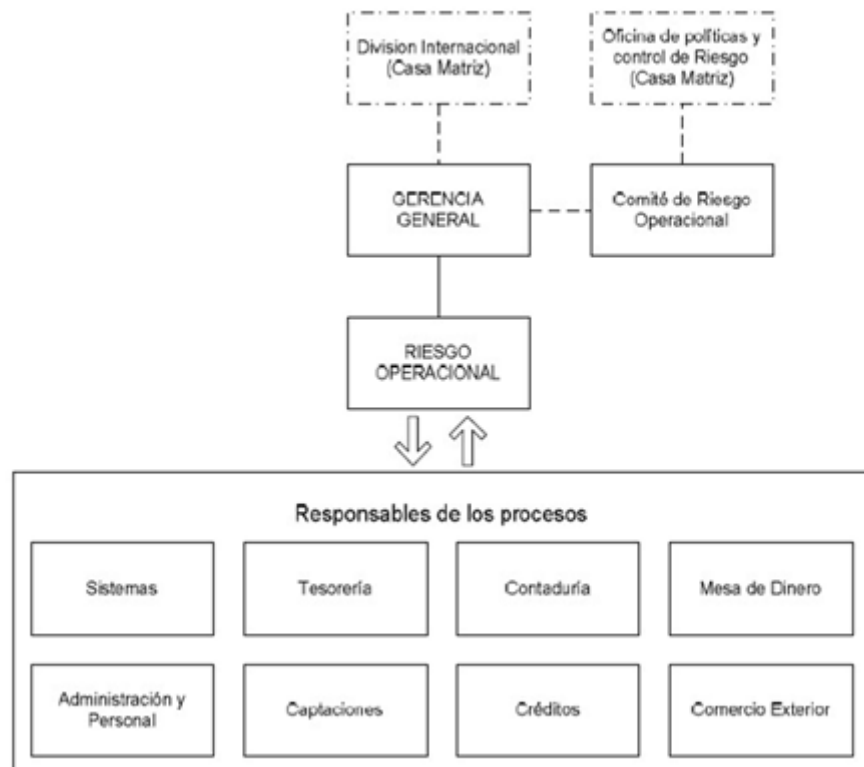 Division Internacional
(Casa Matriz)
Oficina de políticas y
control de Riesgo
(Casa Matriz)
GERENCIA
GENERAL
Comité de Riesgo
Operacional
RIESGO
OPERACIONAL
Responsables de los procesos
Sistemas
Tesorería
Contaduría
Mesa de Dinero
Administración y
Personal
Captaciones
Créditos
Comercio Exterior